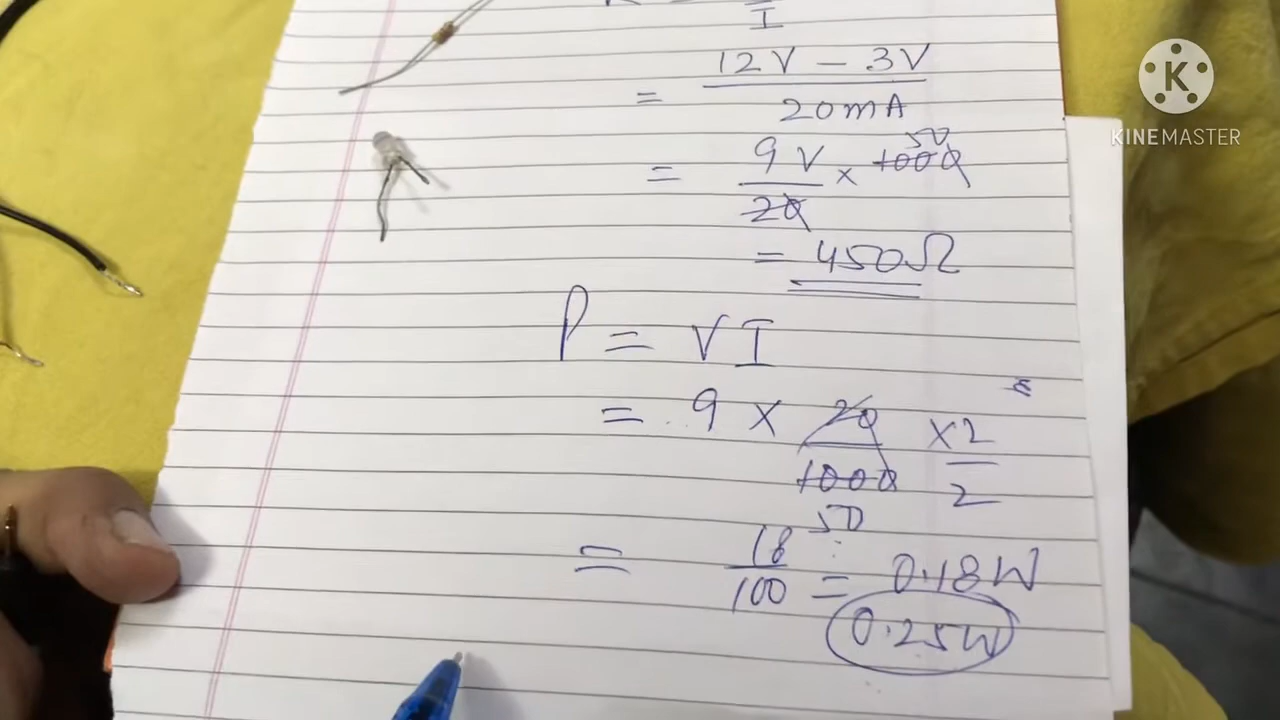 I
12V - 3V
= 20mA
= 9V/20 × 1000 50
= 450Ω
P = VI
= 9 × 20/1000 × 2/2
50
= 18/100 = 0.18W
0.25W
K
KINEMASTER